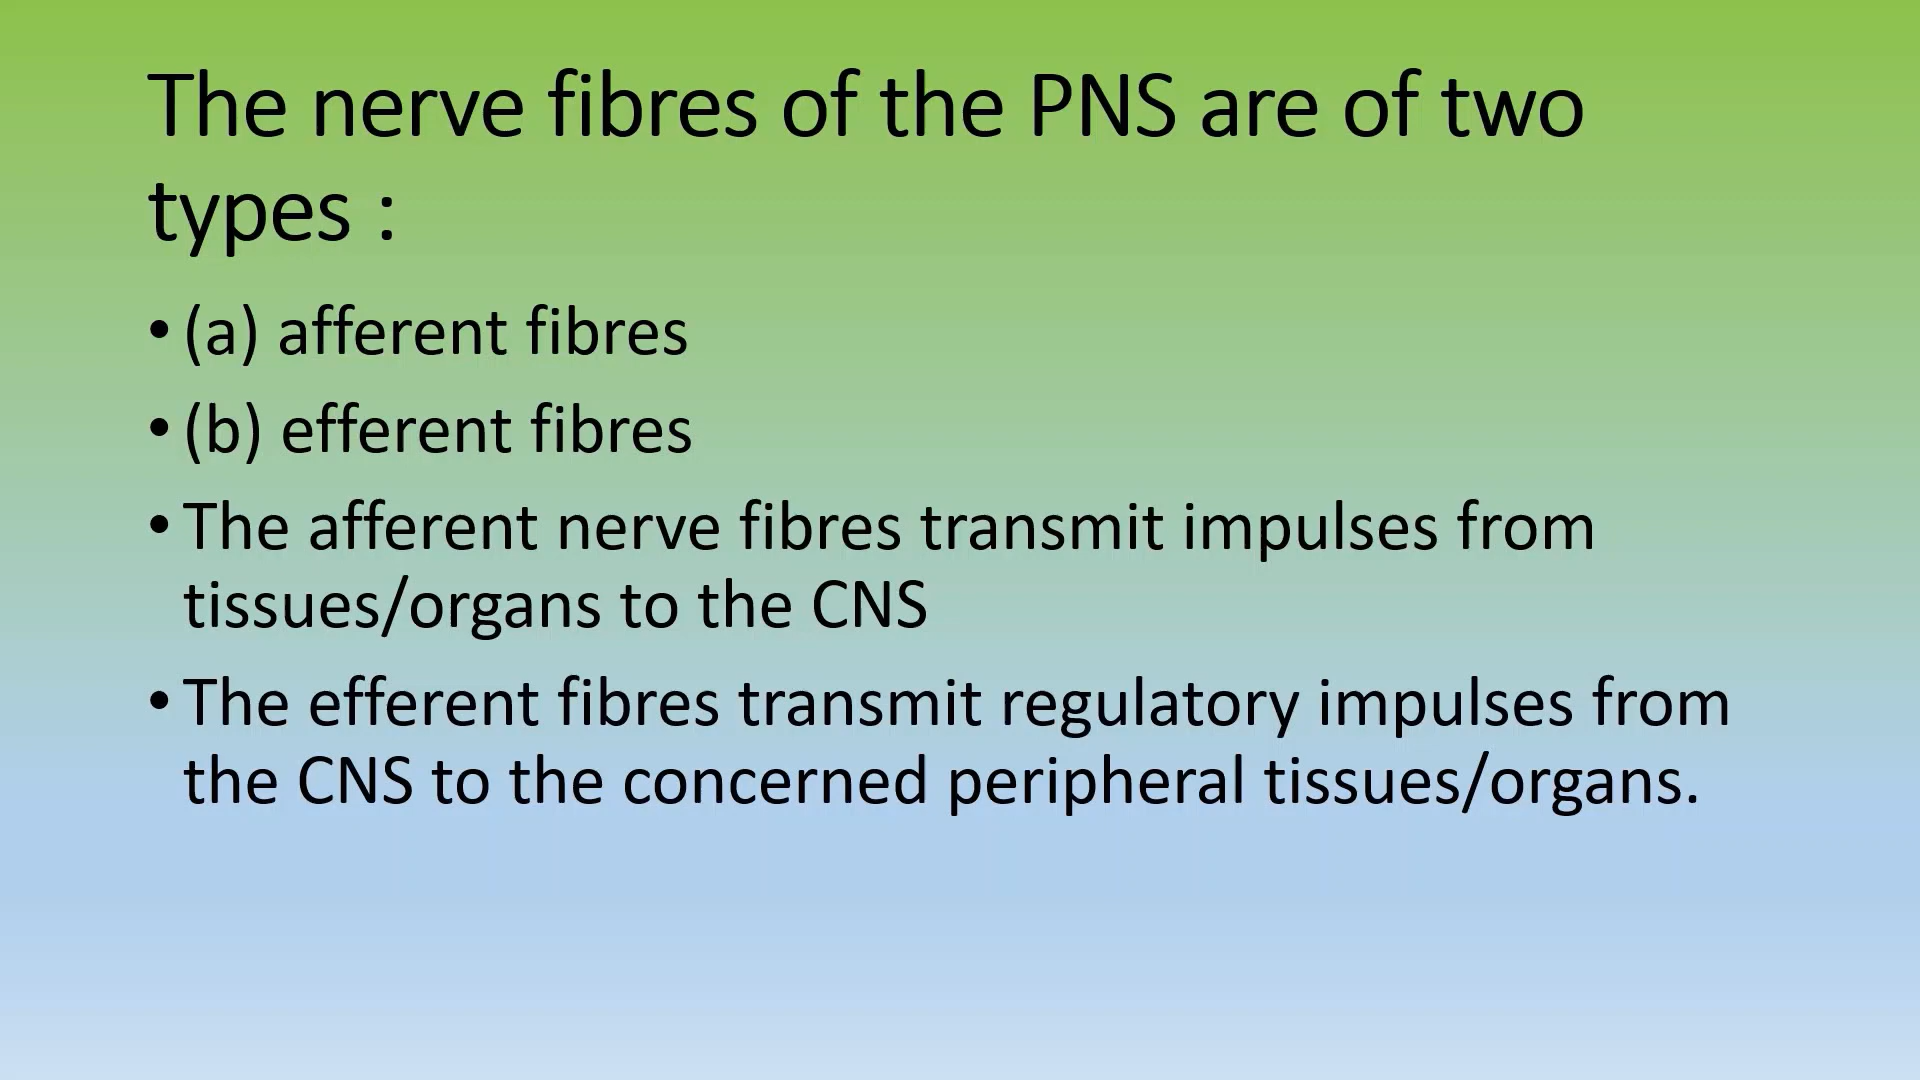 The nerve fibres of the PNS are of two
types :
• (a) afferent fibres
• (b) efferent fibres
• The afferent nerve fibres transmit impulses from
tissues/organs to the CNS
• The efferent fibres transmit regulatory impulses from
the CNS to the concerned peripheral tissues/organs.